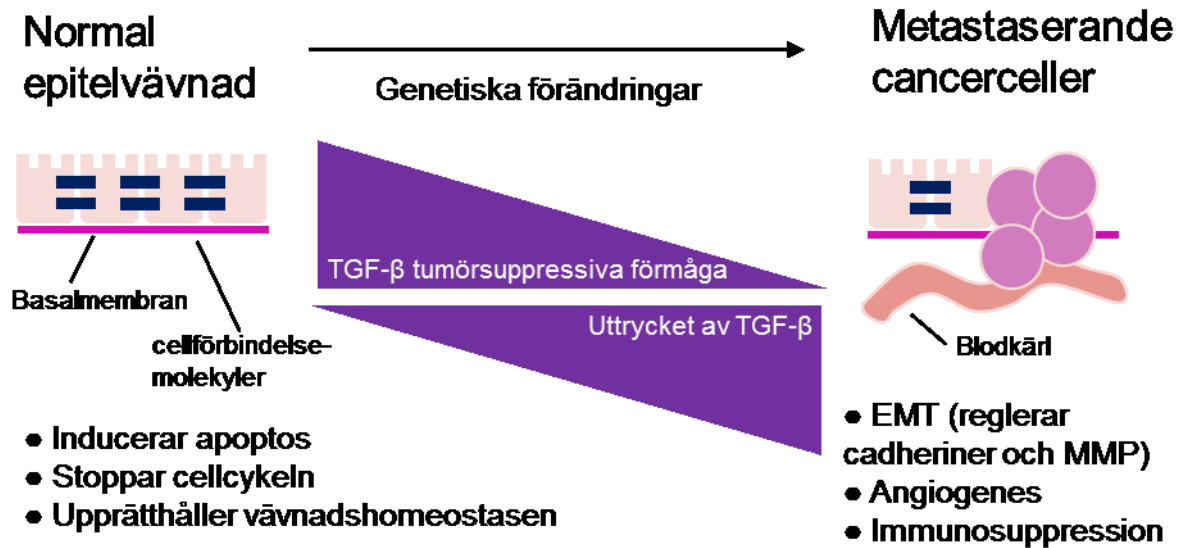 Normal
epitelvävnad
Genetiska förändringar
Metastaserande
cancerceller
TGF-β tumörsuppressiva förmåga
Uttrycket av TGF-β
Basalmembran
cellförbindelse-
molekyler
Blodkärl
● Inducerar apoptos
● Stoppar cellcykeln
● Upprätthåller vävnadshomeostasen
● EMT (reglerar
cadheriner och MMP)
● Angiogenes
● Immunosuppression